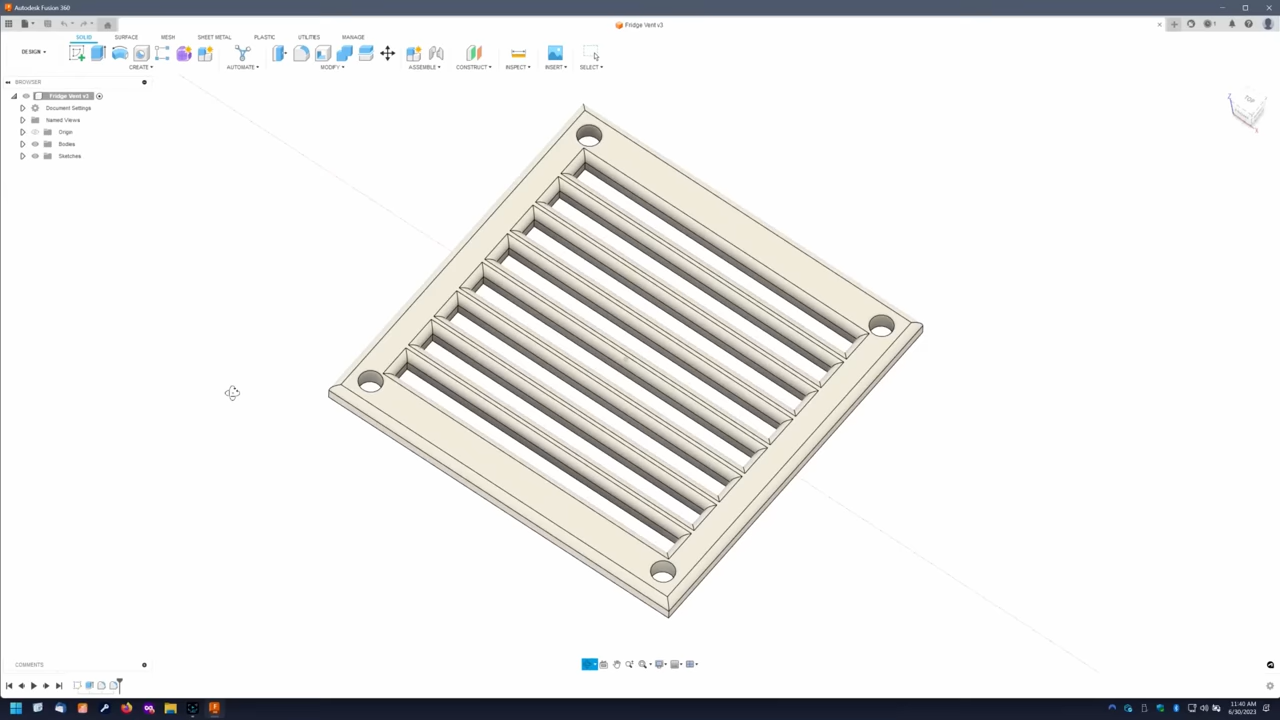 Autodesk Fusion 360
Fridge Vent v3
SOLID SURFACE MESH SHEET METAL PLASTIC UTILITIES MANAGE
DESIGN
CREATE AUTOMATE MODIFY ASSEMBLE CONSTRUCT INSPECT INSERT SELECT
BROWSER
Fridge Vent v3
Document Settings
Named Views
Origin
Bodies
Sketches
TOP
COMMENTS
11:40 AM
6/30/2023